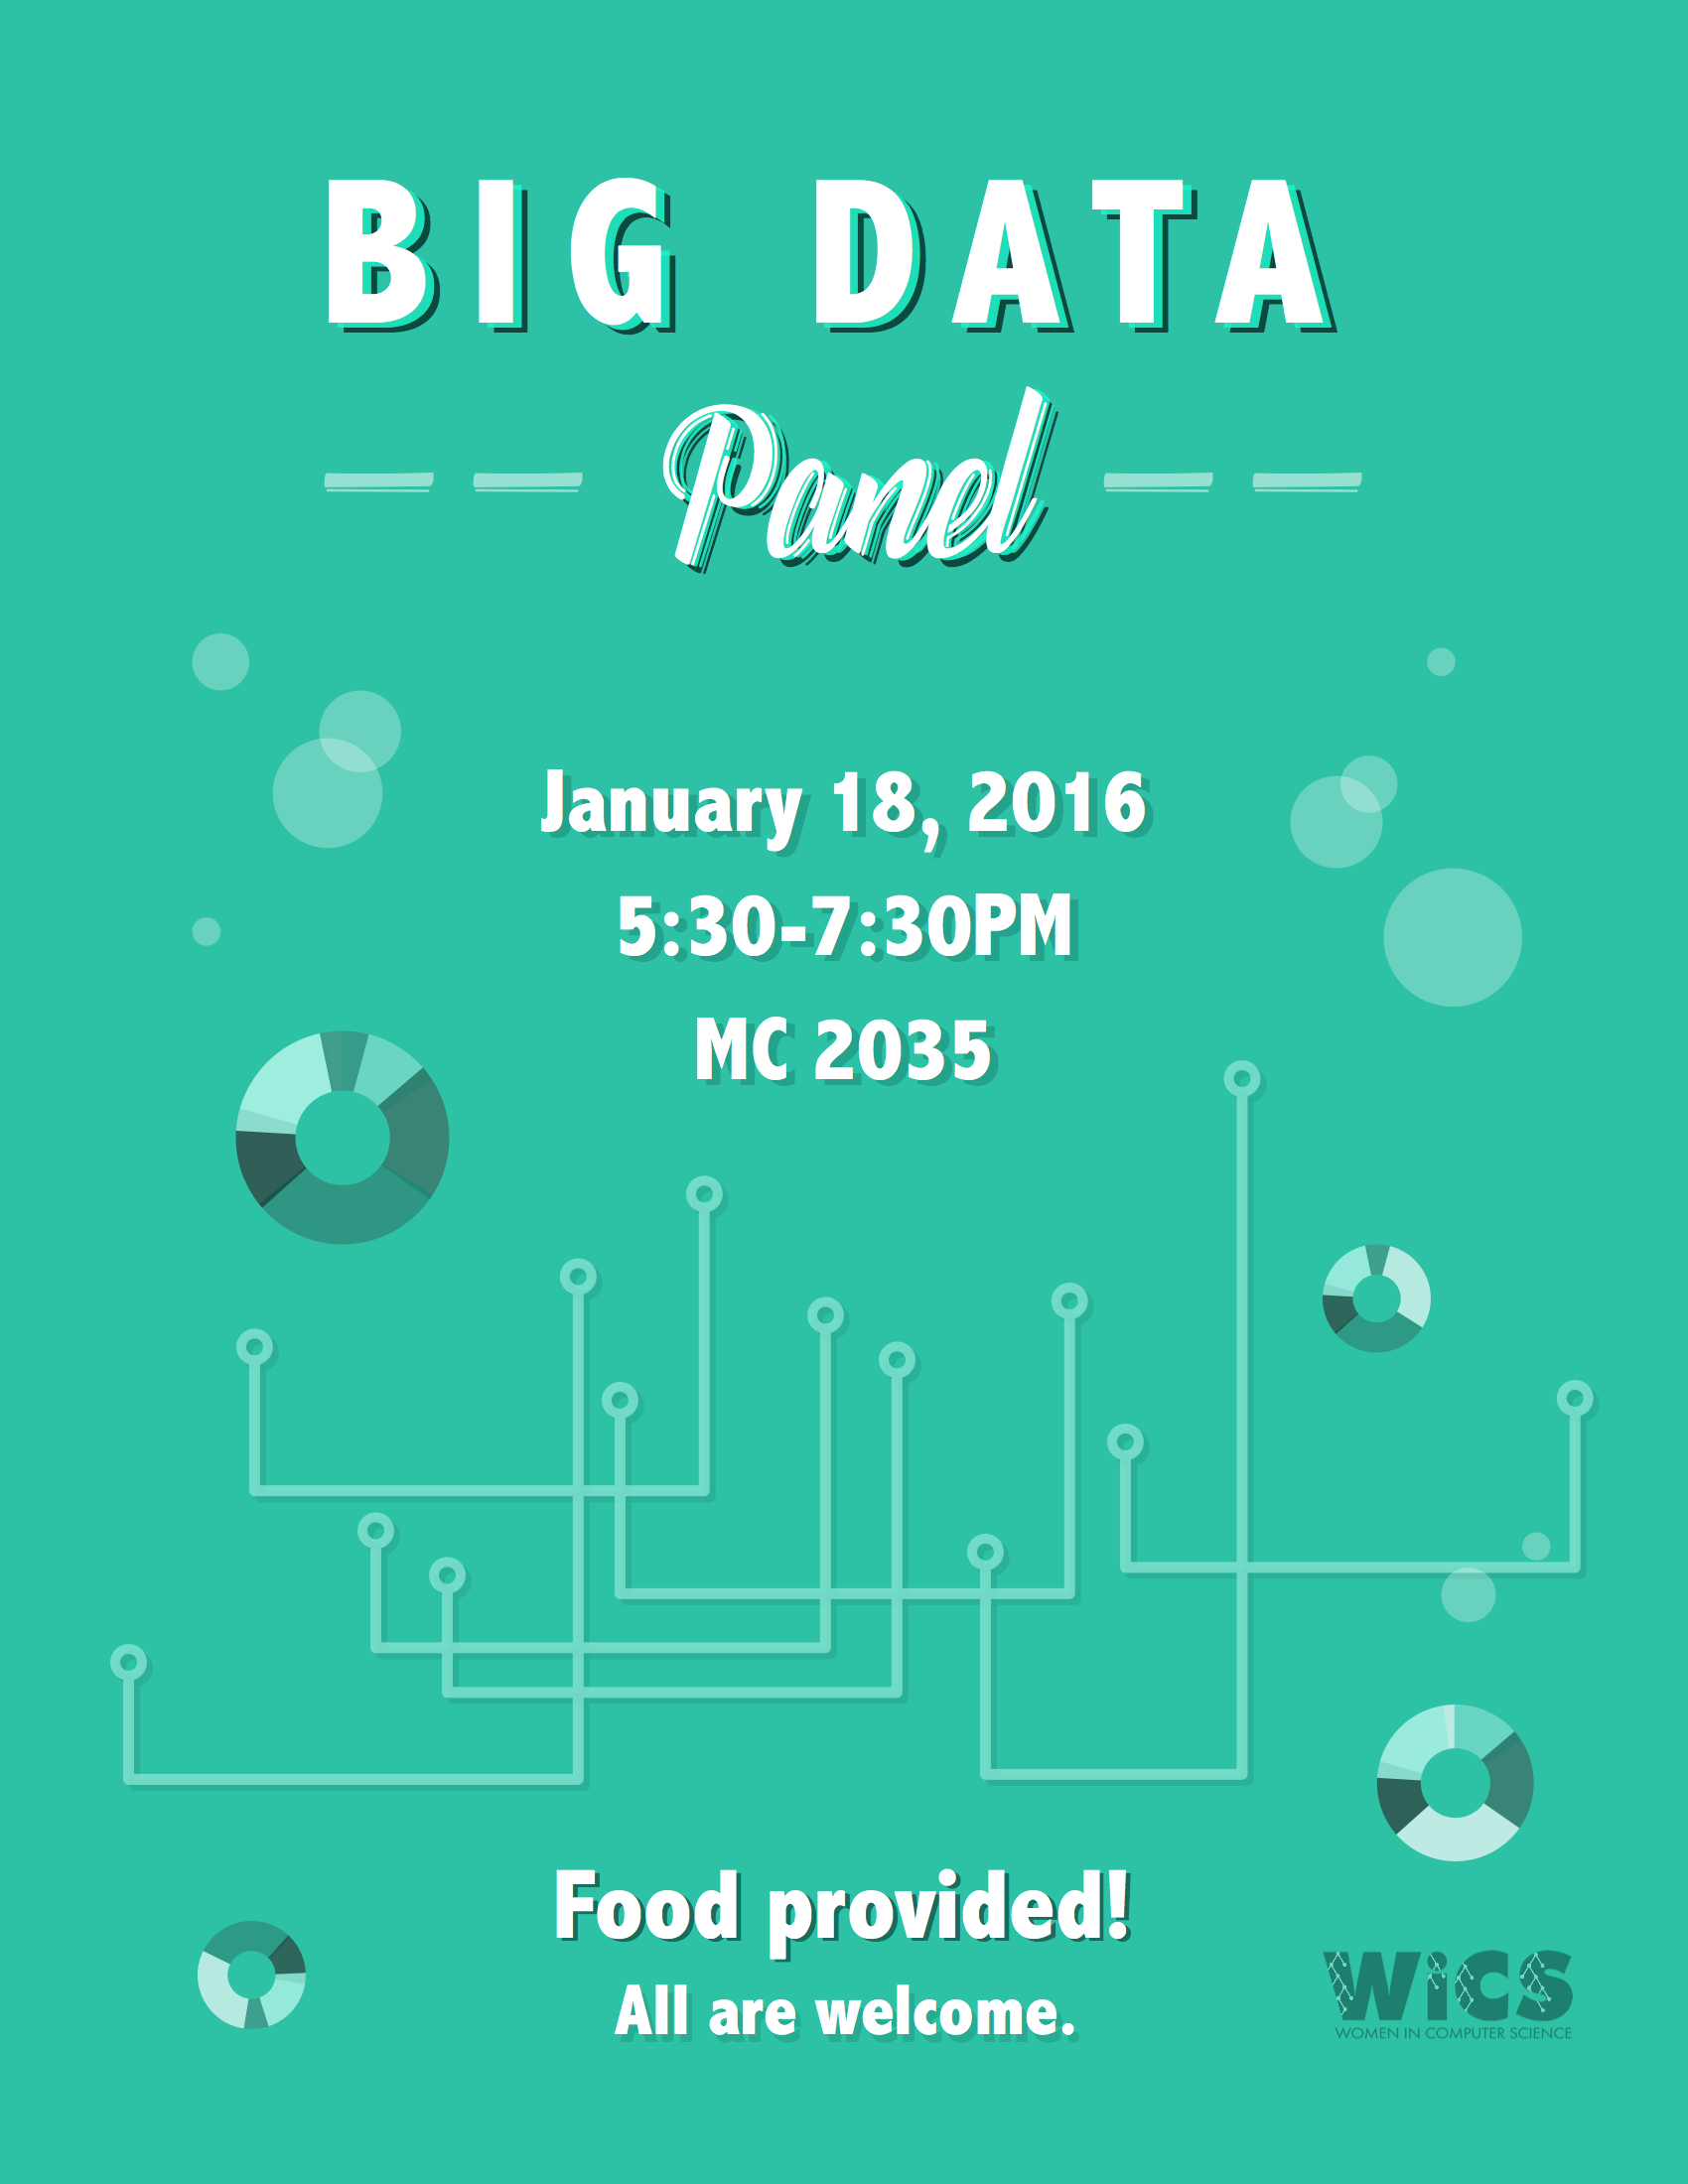 BIG DATA
Panel
January 18, 2016
5:30-7:30PM
MC 2035
Food provided!
All are welcome.
WiCS
WOMEN IN COMPUTER SCIENCE